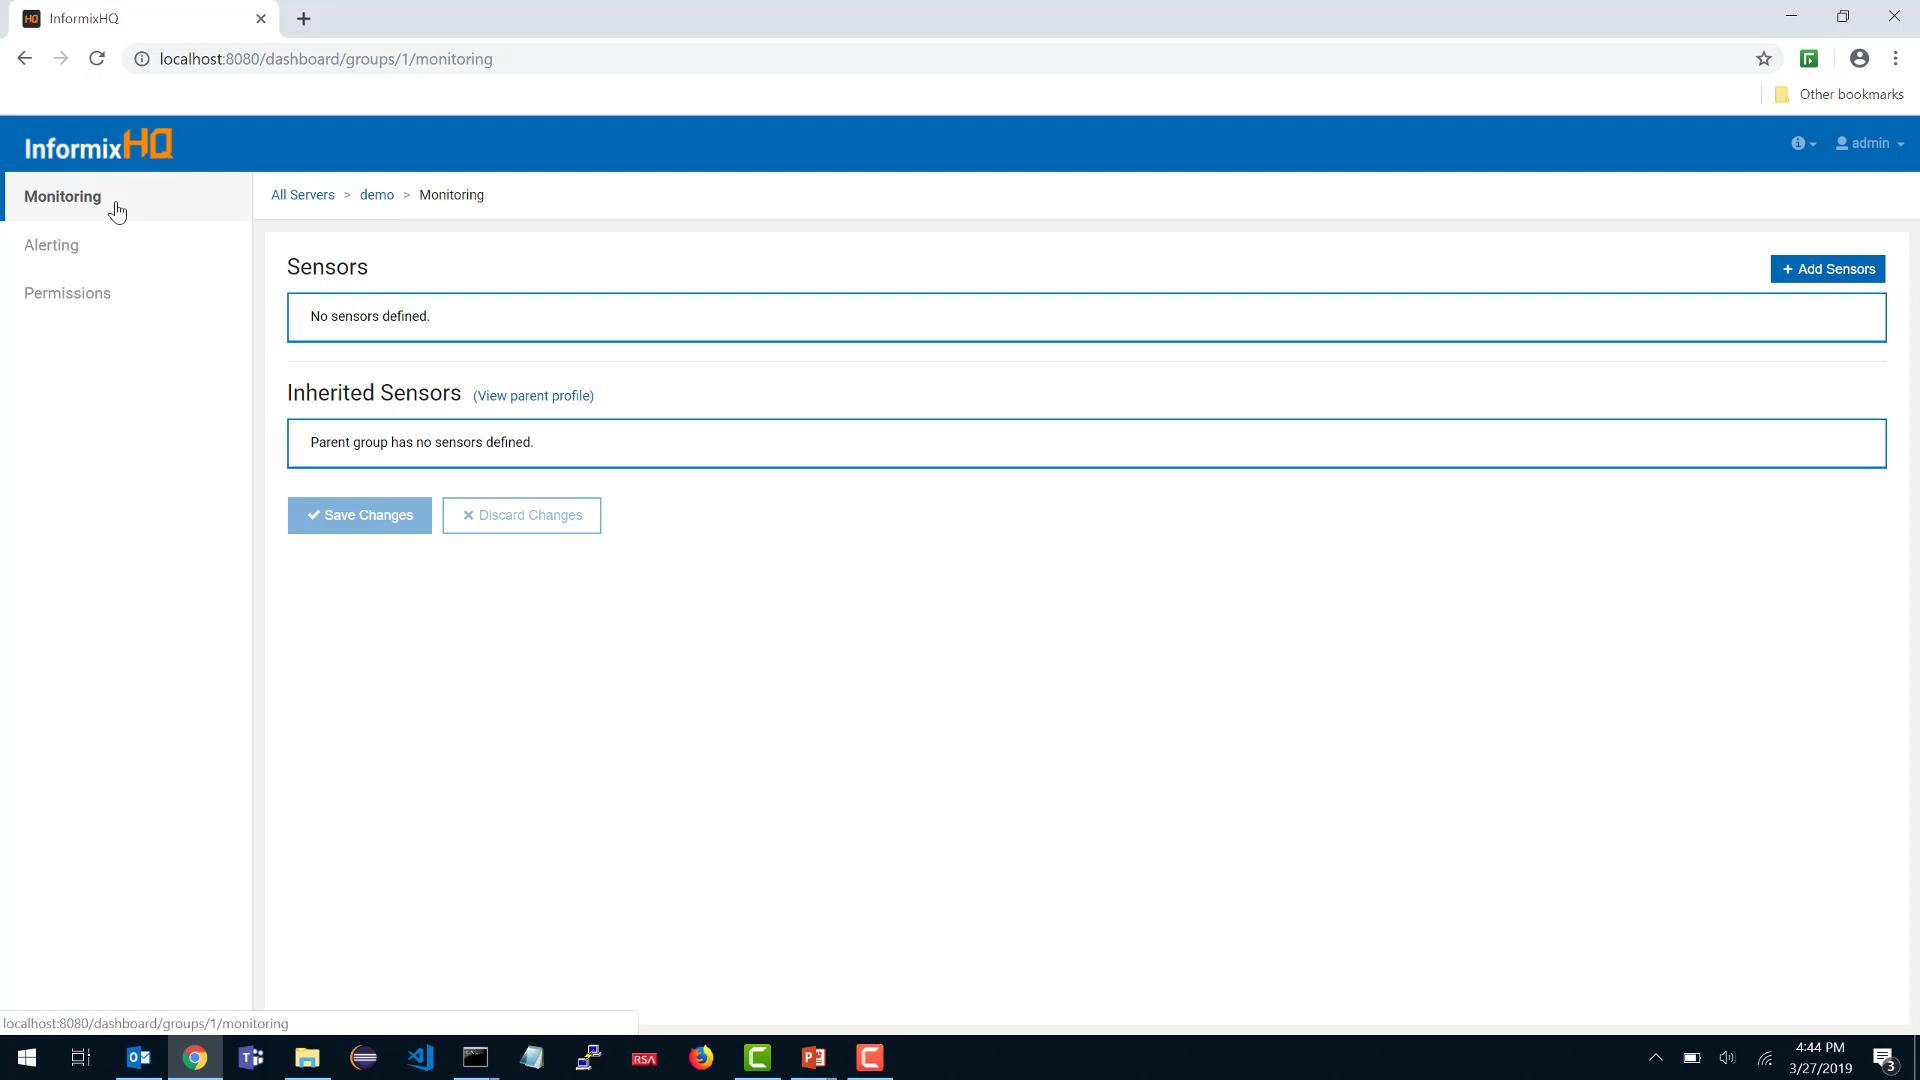 HQ InformixHQ
localhost:8080/dashboard/groups/1/monitoring
Other bookmarks
InformixHQ
admin
Monitoring
Alerting
Permissions
All Servers > demo > Monitoring
Sensors
+ Add Sensors
No sensors defined.
Inherited Sensors (View parent profile)
Parent group has no sensors defined.
Save Changes
Discard Changes
localhost:8080/dashboard/groups/1/monitoring
RSA
4:44 PM
3/27/2019
3